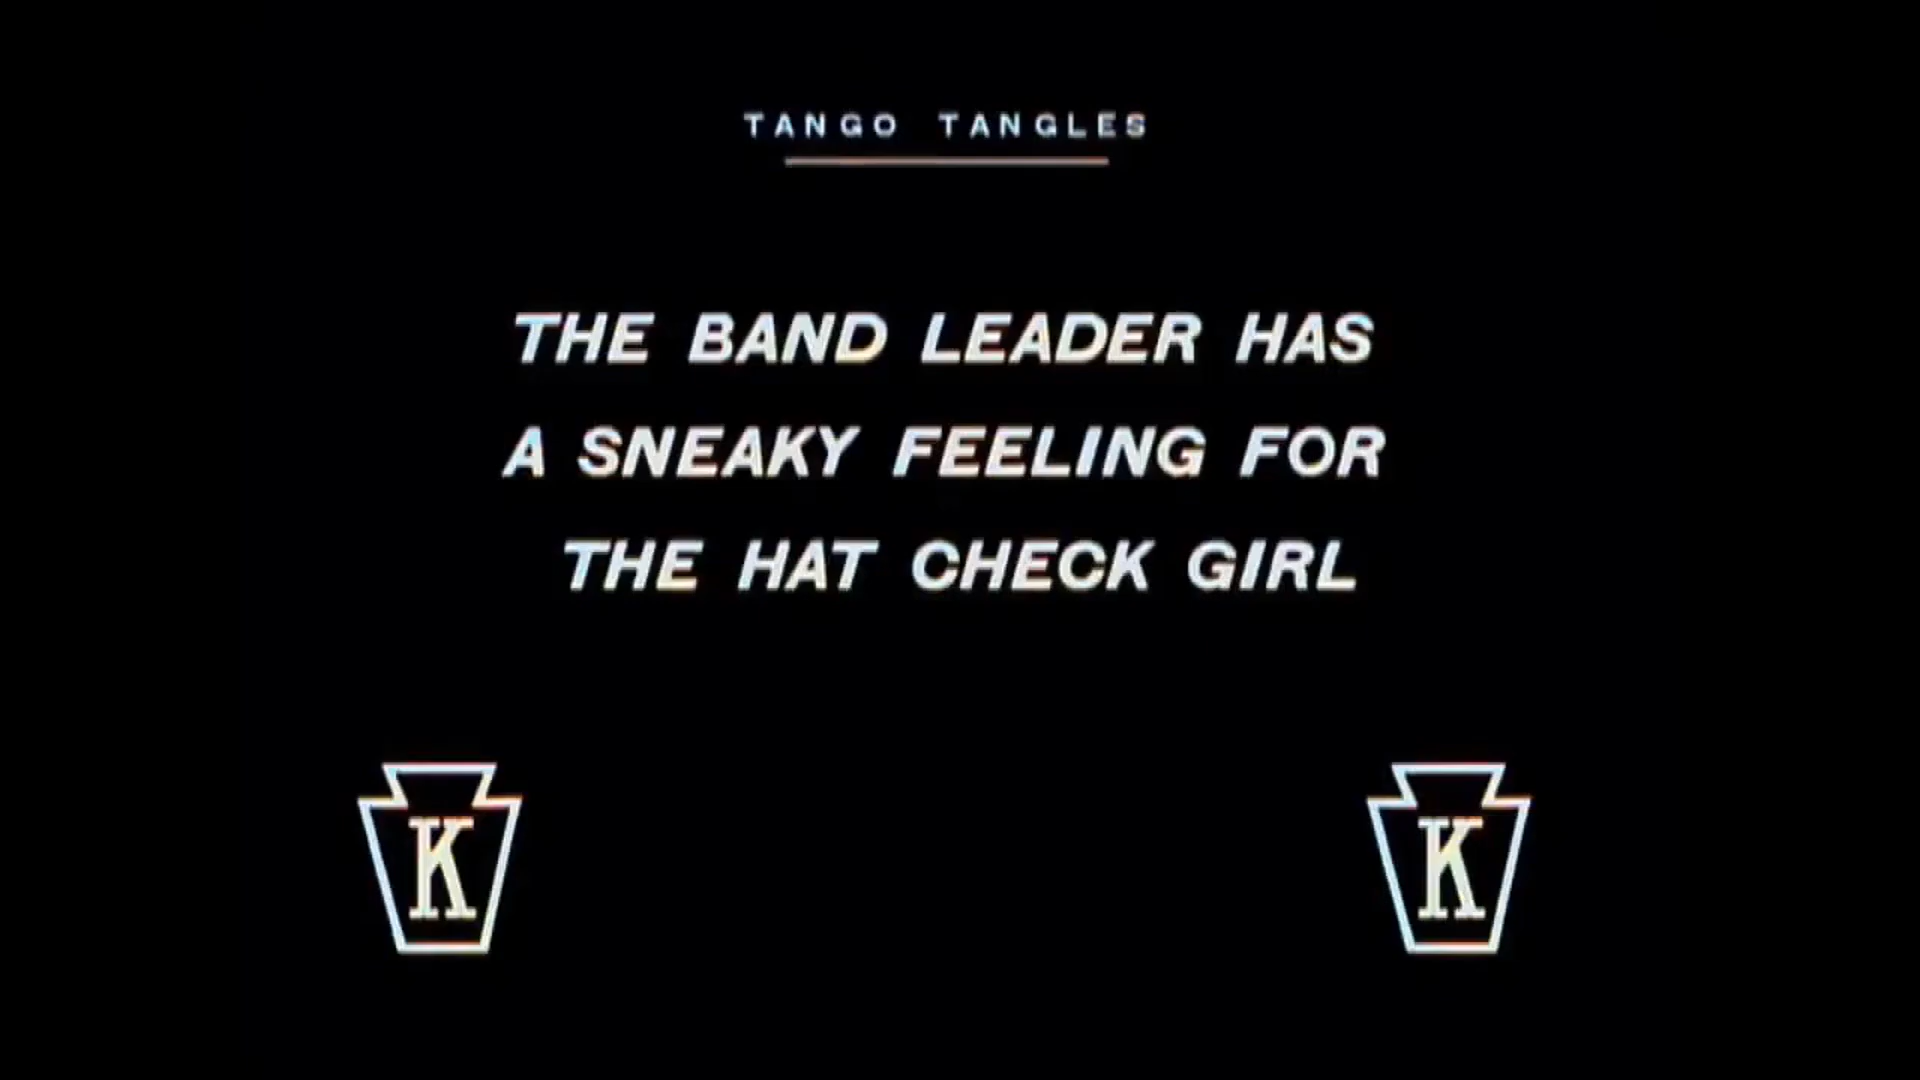 TANGO TANGLES
THE BAND LEADER HAS
A SNEAKY FEELING FOR
THE HAT CHECK GIRL
K K